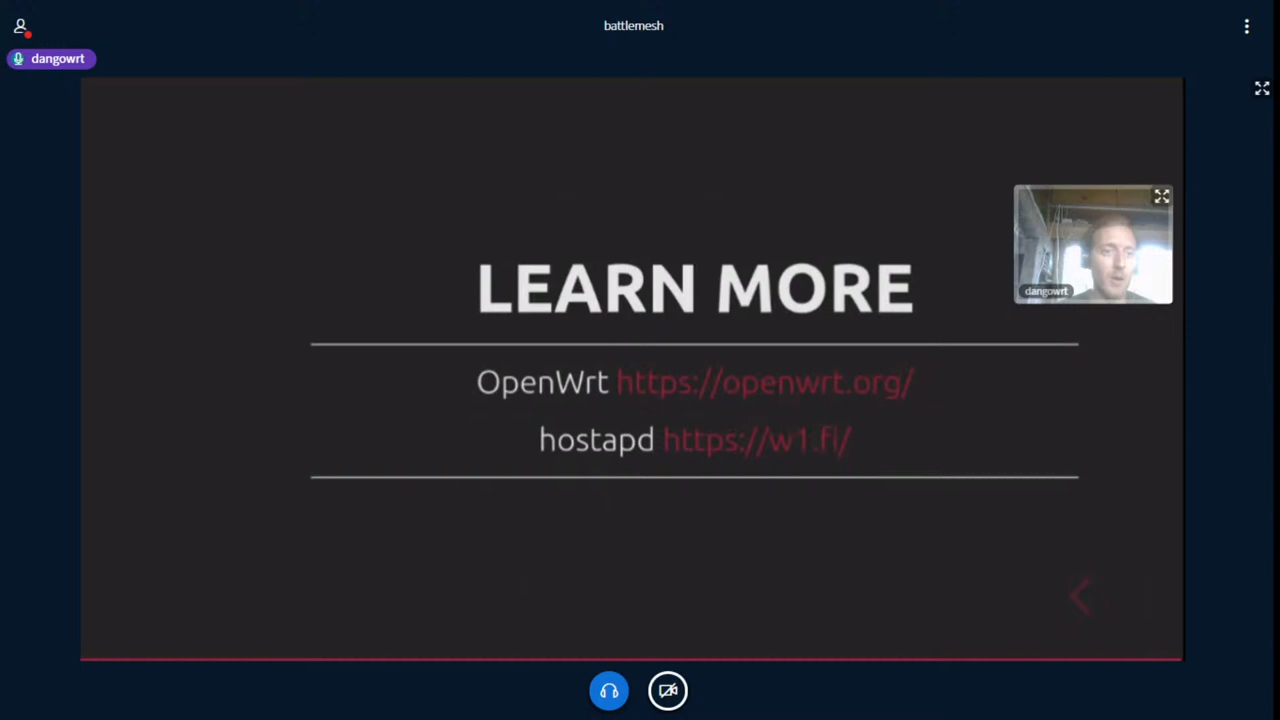 battlemesh
dangowrt
LEARN MORE
dangowrt
OpenWrt https://openwrt.org/
hostapd https://w1.fi/